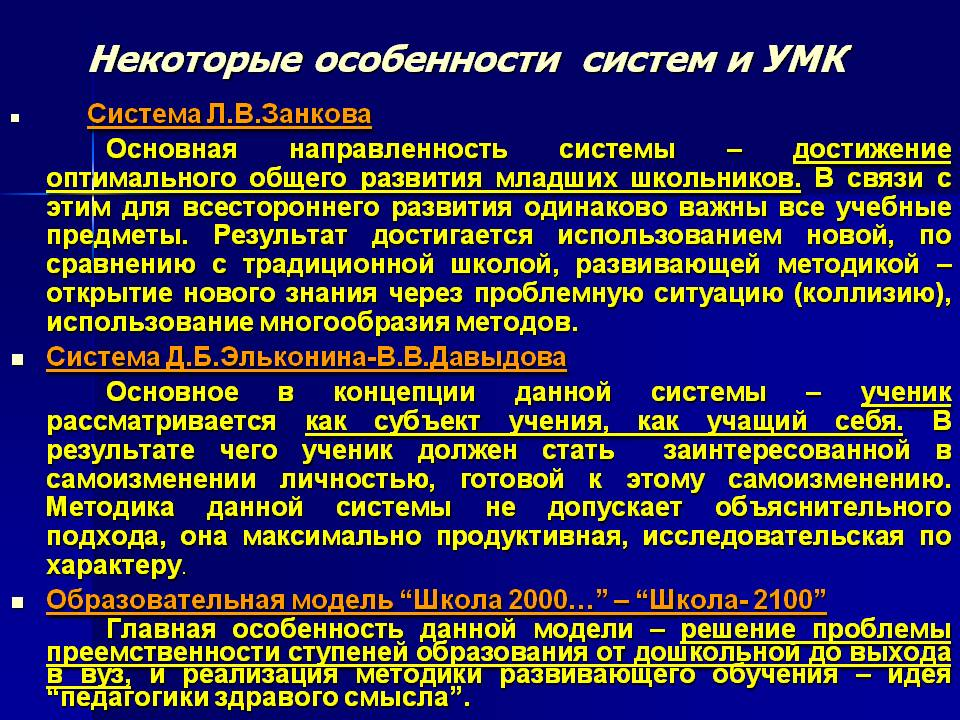 Некоторые особенности систем и УМК
Система Л.В.Занкова
Основная направленность системы – достижение
оптимального общего развития младших школьников. В связи с
этим для всестороннего развития одинаково важны все учебные
предметы. Результат достигается использованием новой, по
сравнению с традиционной школой, развивающей методикой –
открытие нового знания через проблемную ситуацию (коллизию),
использование многообразия методов.
Система Д.Б.Эльконина-В.В.Давыдова
Основное в концепции данной системы – ученик
рассматривается как субъект учения, как учащий себя. В
результате чего ученик должен стать заинтересованной в
самоизменении личностью, готовой к этому самоизменению.
Методика данной системы не допускает объяснительного
подхода, она максимально продуктивная, исследовательская по
характеру.
Образовательная модель “Школа 2000…” – “Школа- 2100”
Главная особенность данной модели – решение проблемы
преемственности ступеней образования от дошкольной до выхода
в вуз, и реализация методики развивающего обучения – идея
“педагогики здравого смысла”.